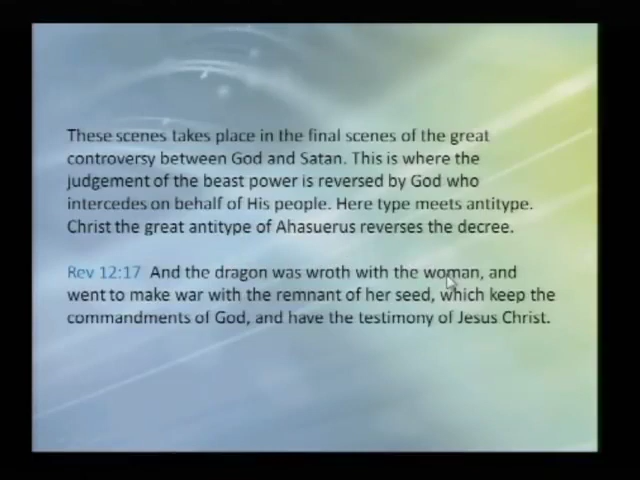 These scenes takes place in the final scenes of the great
controversy between God and Satan. This is where the
judgement of the beast power is reversed by God who
intercedes on behalf of His people. Here type meets antitype.
Christ the great antitype of Ahasuerus reverses the decree.
Rev 12:17 And the dragon was wroth with the woman, and
went to make war with the remnant of her seed, which keep the
commandments of God, and have the testimony of Jesus Christ.